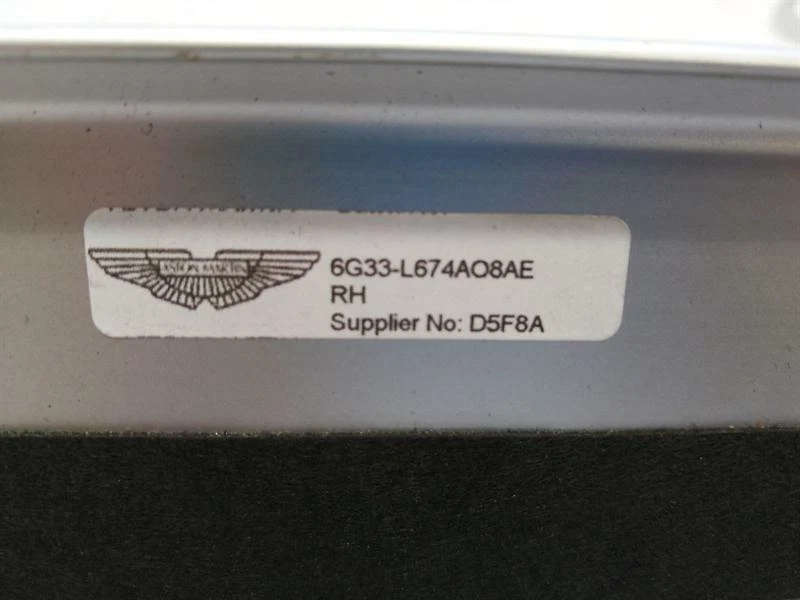 ASTON MARTIN
6G33-L674AO8AE
RH
Supplier No: D5F8A